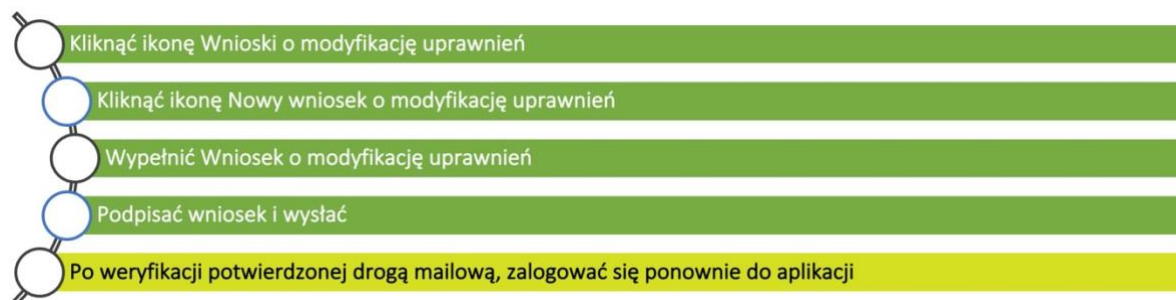 Kliknąć ikonę Wnioski o modyfikację uprawnień
Kliknąć ikonę Nowy wniosek o modyfikację uprawnień
Wypełnić Wniosek o modyfikację uprawnień
Podpisać wniosek i wysłać
Po weryfikacji potwierdzonej drogą mailową, zalogować się ponownie do aplikacji